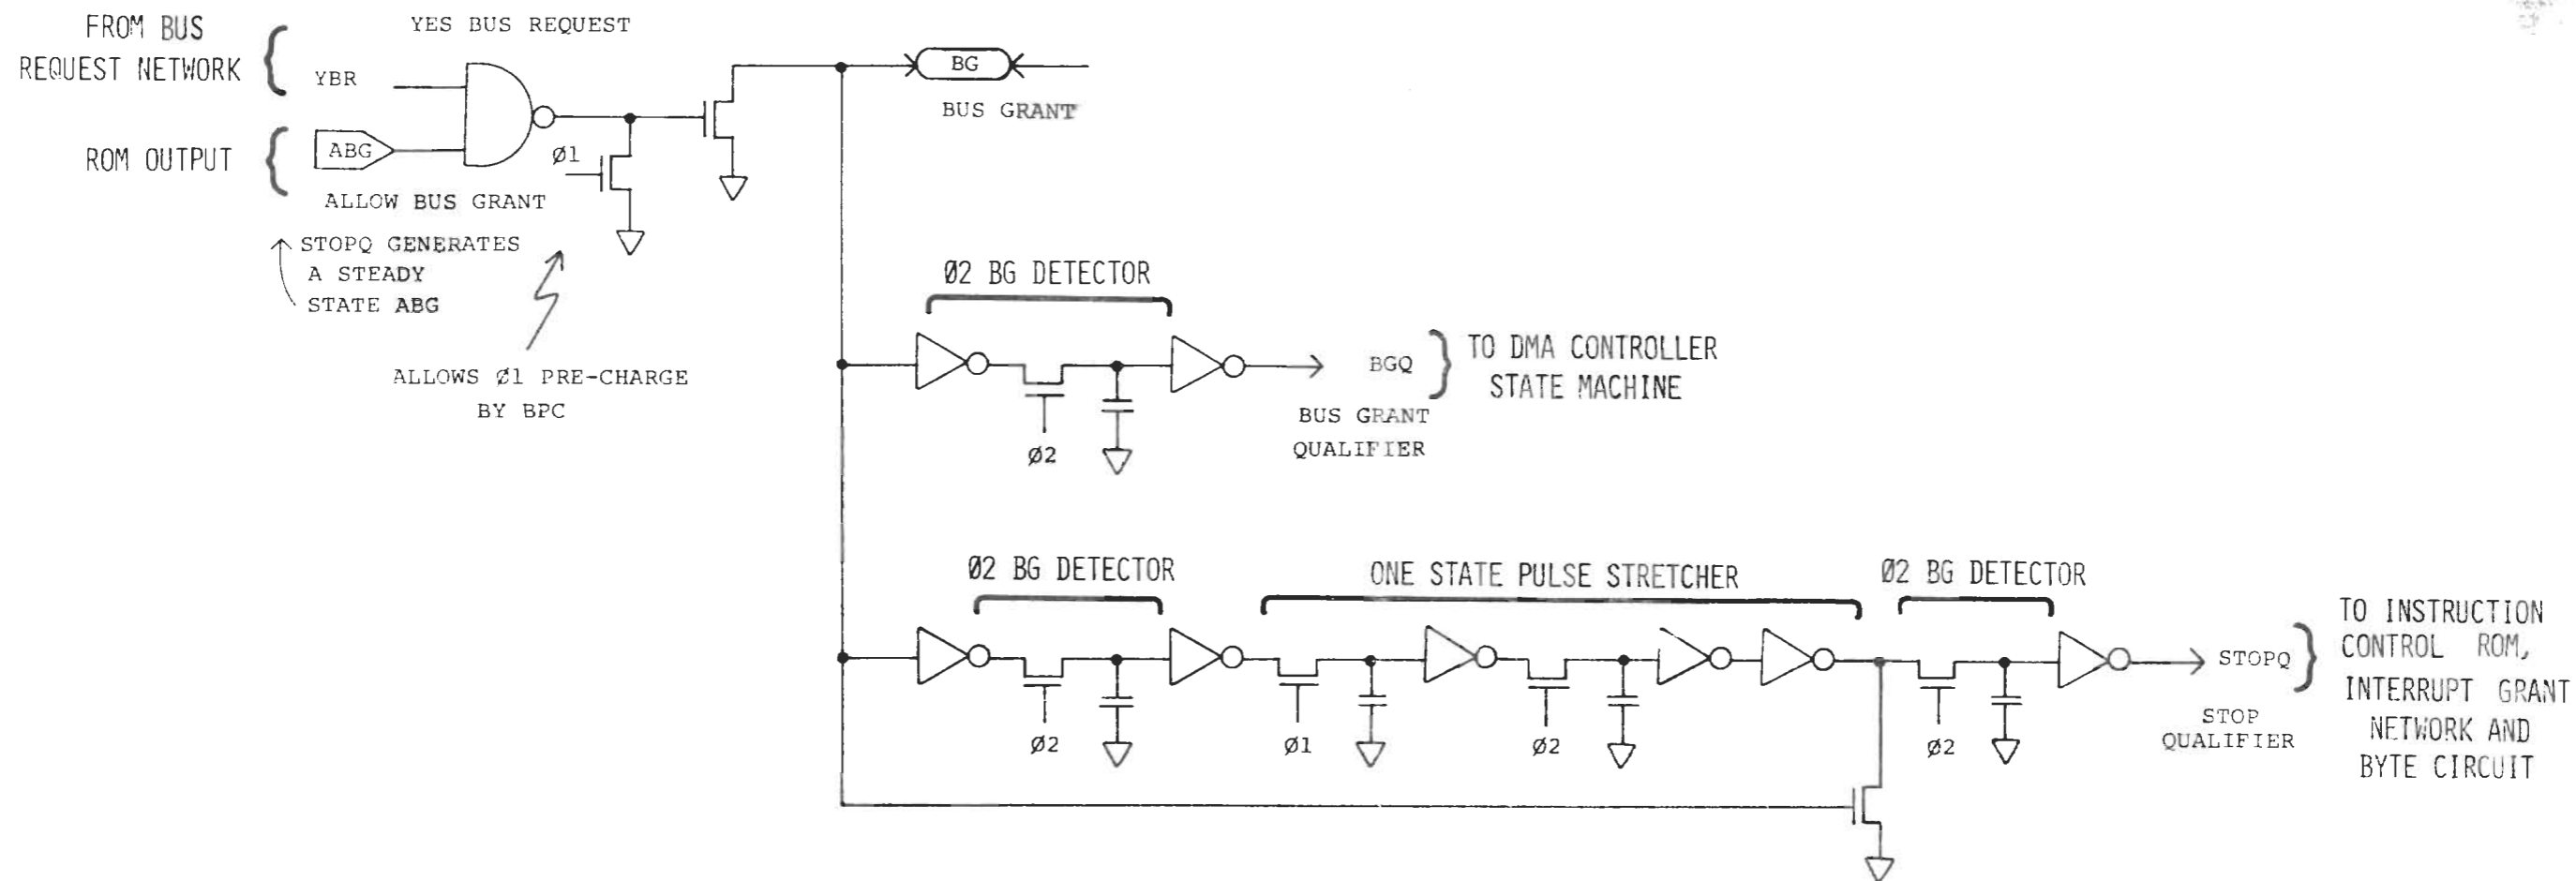 FROM BUS
REQUEST NETWORK
YES BUS REQUEST
YBR
ROM OUTPUT
ABG
ALLOW BUS GRANT
STOPQ GENERATES
A STEADY
STATE ABG
Ø1
ALLOWS Ø1 PRE-CHARGE
BY BPC
BG
BUS GRANT
Ø2 BG DETECTOR
Ø2
BGQ
BUS GRANT
QUALIFIER
TO DMA CONTROLLER
STATE MACHINE
Ø2 BG DETECTOR
ONE STATE PULSE STRETCHER
Ø2 BG DETECTOR
Ø2
Ø1
Ø2
Ø2
STOPQ
STOP
QUALIFIER
TO INSTRUCTION
CONTROL ROM,
INTERRUPT GRANT
NETWORK AND
BYTE CIRCUIT